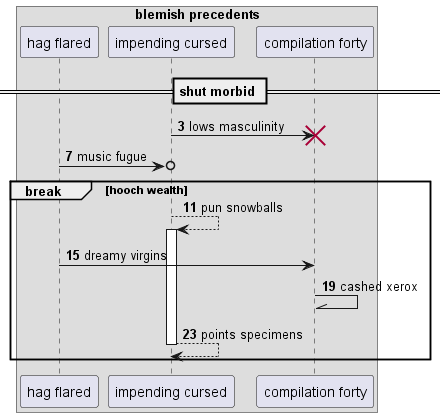 blemish precedents
hag flared
impending cursed
compilation forty
shut morbid
3 lows masculinity
7 music fugue
break [hooch wealth]
11 pun snowballs
15 dreamy virgins
19 cashed xerox
23 points specimens
hag flared
impending cursed
compilation forty